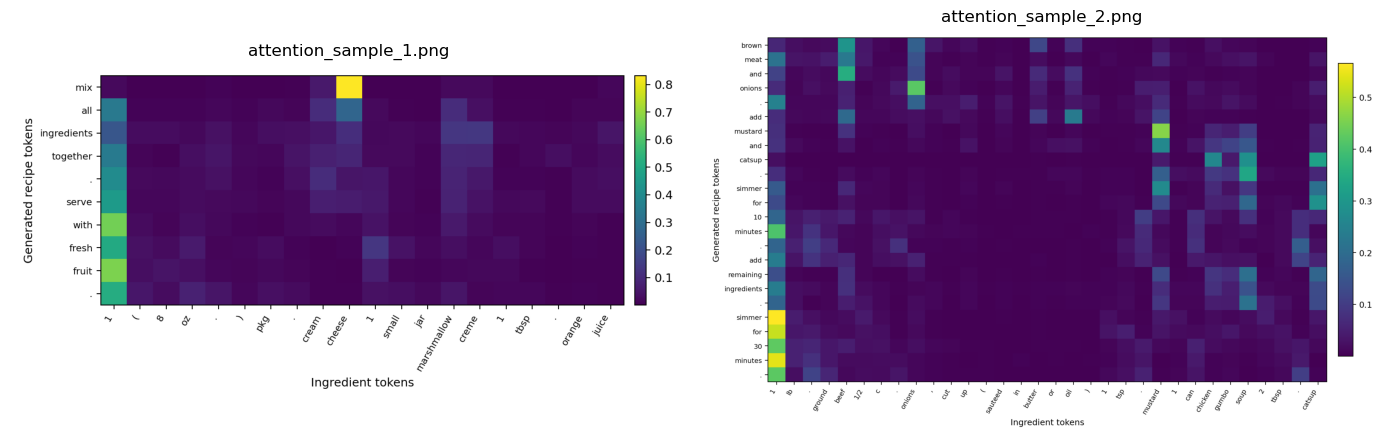 attention_sample_1.png
Generated recipe tokens
mix
all
ingredients
together
.
serve
with
fresh
fruit
.
1
(
8
oz
.
)
pkg
.
cream
cheese
1
small
jar
marshmallow
creme
1
tbsp
.
orange
juice
Ingredient tokens
0.8
0.7
0.6
0.5
0.4
0.3
0.2
0.1
attention_sample_2.png
Generated recipe tokens
brown
meat
and
onions
.
add
mustard
and
catsup
.
simmer
for
10
minutes
.
add
remaining
ingredients
.
simmer
for
30
minutes
.
1
lb
.
ground
beef
1/2
c
.
onions
,
cut
up
(
sauteed
in
butter
or
oil
)
1
tsp
.
mustard
1
can
chicken
gumbo
soup
2
tbsp
.
catsup
Ingredient tokens
0.5
0.4
0.3
0.2
0.1